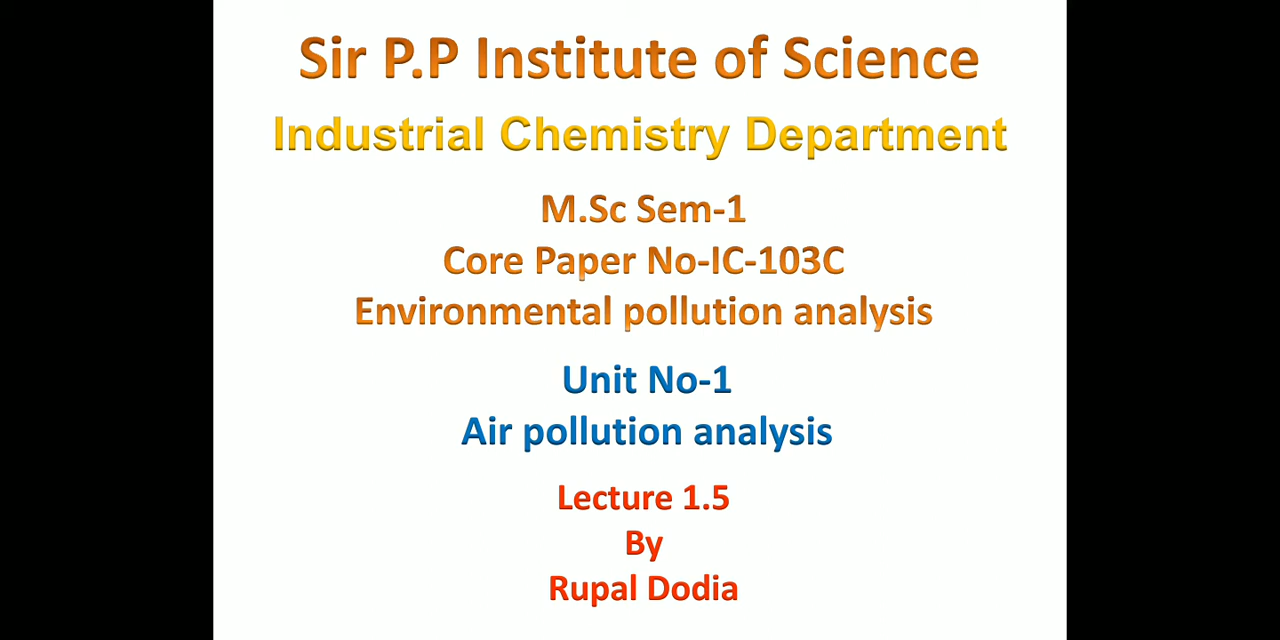 Sir P.P Institute of Science
Industrial Chemistry Department
M.Sc Sem-1
Core Paper No-IC-103C
Environmental pollution analysis
Unit No-1
Air pollution analysis
Lecture 1.5
By
Rupal Dodia